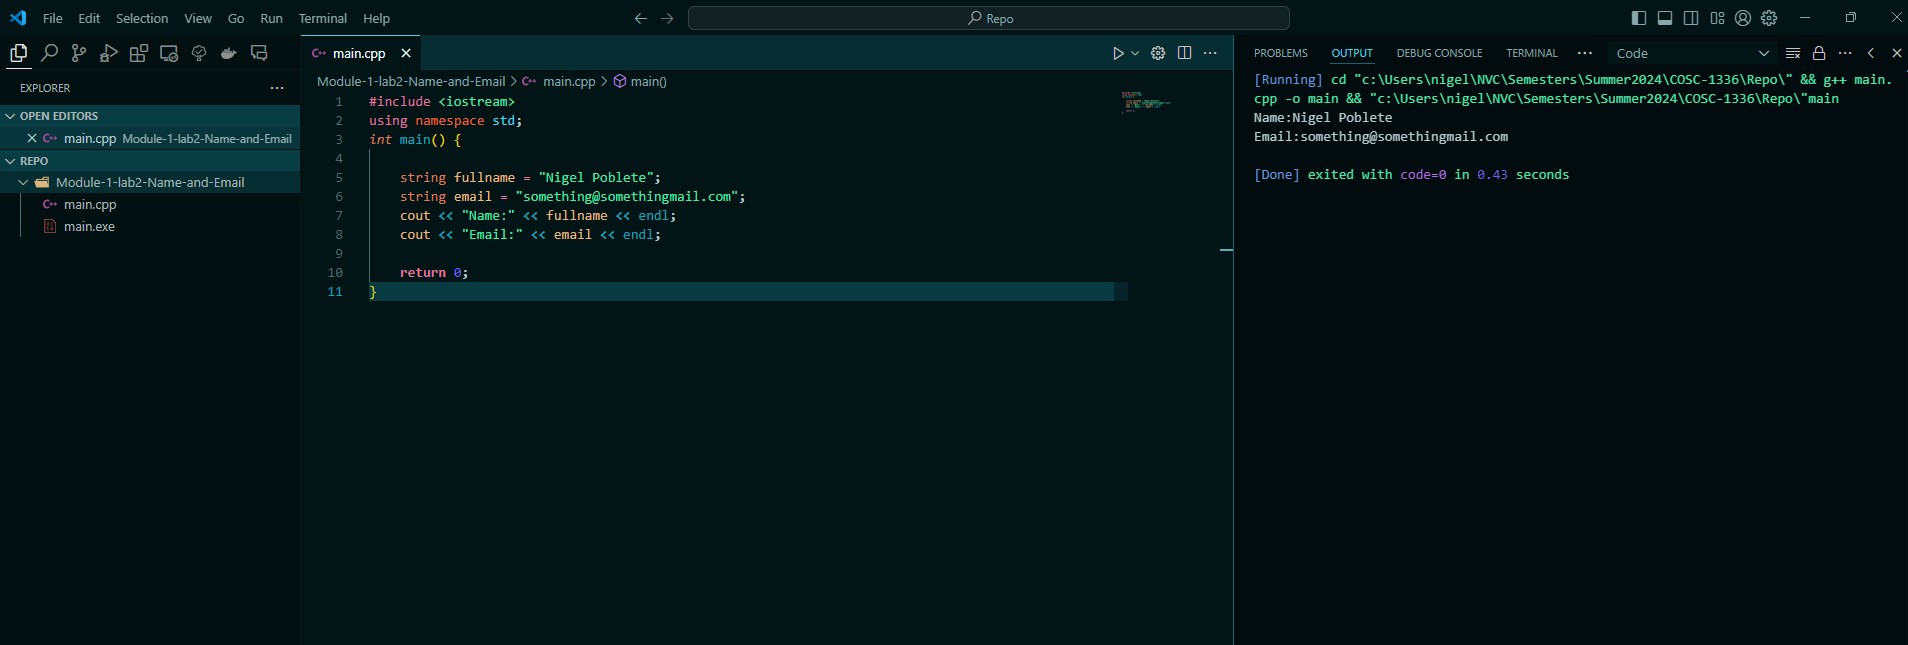 File Edit Selection View Go Run Terminal Help
Repo
EXPLORER
OPEN EDITORS
main.cpp Module-1-lab2-Name-and-Email
REPO
Module-1-lab2-Name-and-Email
main.cpp
main.exe
main.cpp
Module-1-lab2-Name-and-Email > main.cpp > main()
1 #include <iostream>
2 using namespace std;
3 int main() {
4
5 string fullname = "Nigel Poblete";
6 string email = "something@somethingmail.com";
7 cout << "Name:" << fullname << endl;
8 cout << "Email:" << email << endl;
9
10 return 0;
11 }
PROBLEMS OUTPUT DEBUG CONSOLE TERMINAL ··· Code
[Running] cd "c:\Users\nigel\NVC\Semesters\Summer2024\COSC-1336\Repo\" && g++ main.
cpp -o main && "c:\Users\nigel\NVC\Semesters\Summer2024\COSC-1336\Repo\"main
Name:Nigel Poblete
Email:something@somethingmail.com
[Done] exited with code=0 in 0.43 seconds